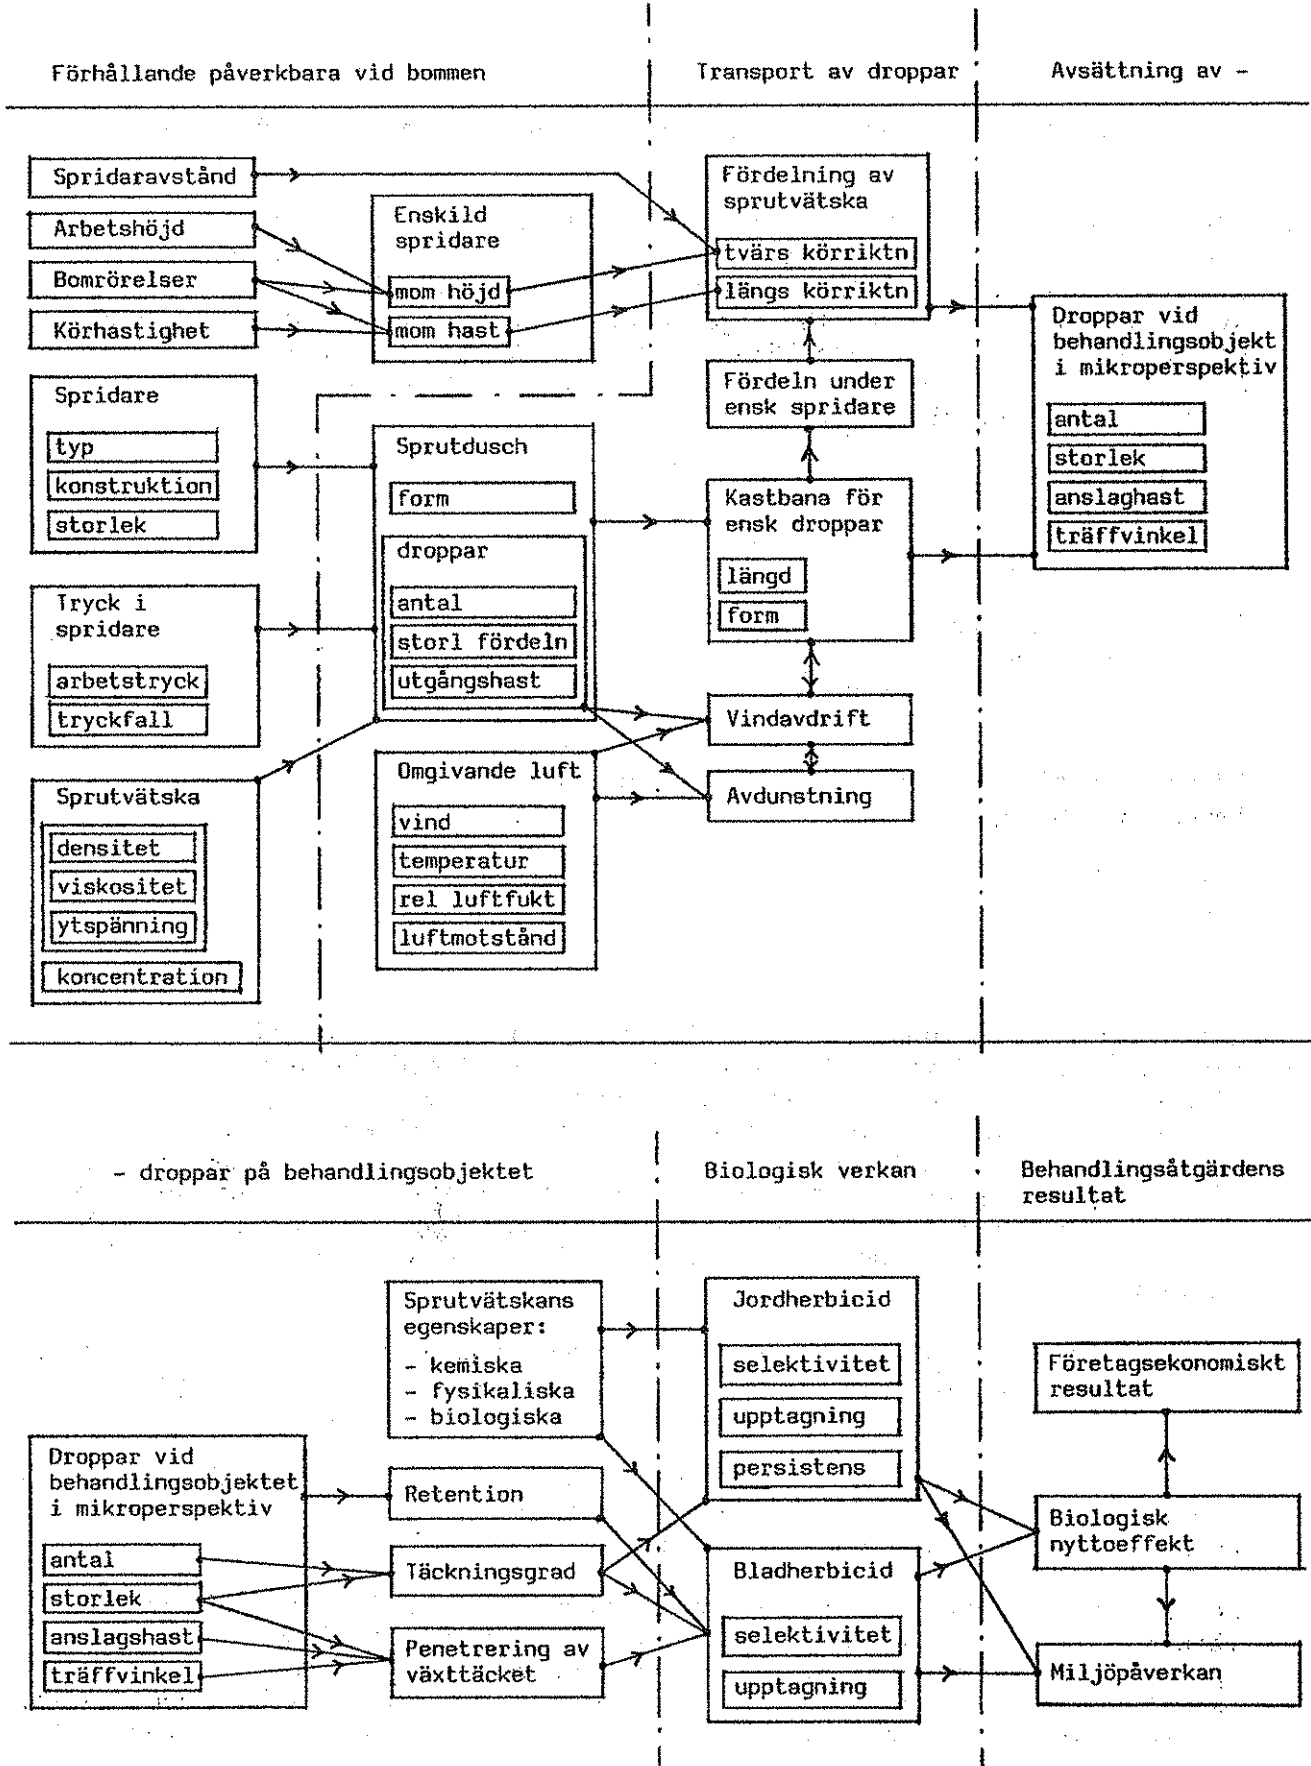 Förhållande påverkbara vid bommen
Transport av droppar
Avsättning av -
Spridaravstånd
Arbetshöjd
Bomrörelser
Körhastighet
Enskild
spridare
mom höjd
mom hast
Fördelning av
sprutvätska
tvärs körriktn
längs körriktn
Spridare
typ
konstruktion
storlek
Tryck i
spridare
arbetstryck
tryckfall
Sprutvätska
densitet
viskositet
ytspänning
koncentration
Sprutdusch
form
droppar
antal
storl fördeln
utgångshast
Omgivande luft
vind
temperatur
rel luftfukt
luftmotstånd
Fördeln under
ensk spridare
Kastbana för
ensk droppar
längd
form
Vindavdrift
Avdunstning
Droppar vid
behandlingsobjekt
i mikroperspektiv
antal
storlek
anslaghast
träffvinkel
- droppar på behandlingsobjektet
Biologisk verkan
Behandlingsåtgärdens
resultat
Droppar vid
behandlingsobjektet
i mikroperspektiv
antal
storlek
anslagshast
träffvinkel
Sprutvätskans
egenskaper:
- kemiska
- fysikaliska
- biologiska
Retention
Täckningsgrad
Penetrering av
växttäcket
Jordherbicid
selektivitet
upptagning
persistens
Bladherbicid
selektivitet
upptagning
Företagsekonomiskt
resultat
Biologisk
nyttoeffekt
Miljöpåverkan